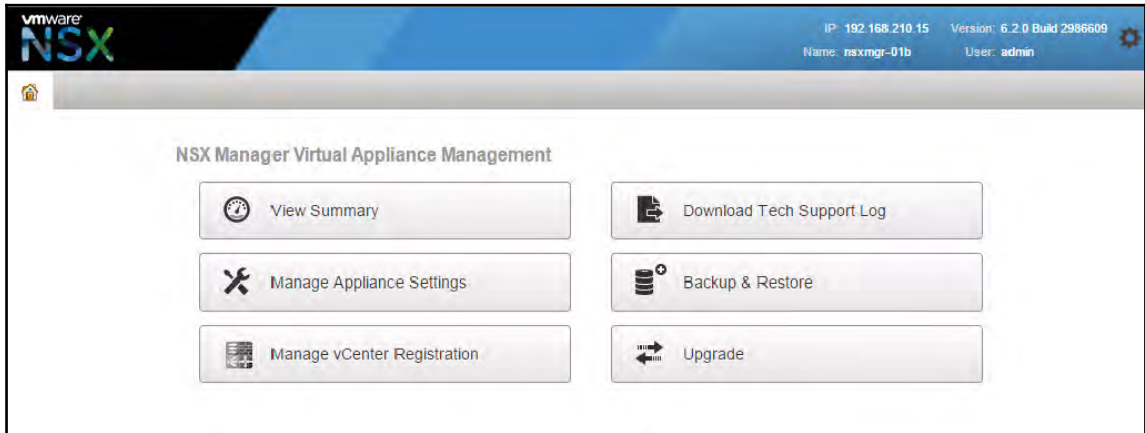 vmware
NSX
IP: 192.168.210.15 Version: 6.2.0 Build 2986609
Name: nsxmgr-01b User: admin
NSX Manager Virtual Appliance Management
View Summary
Download Tech Support Log
Manage Appliance Settings
Backup & Restore
Manage vCenter Registration
Upgrade